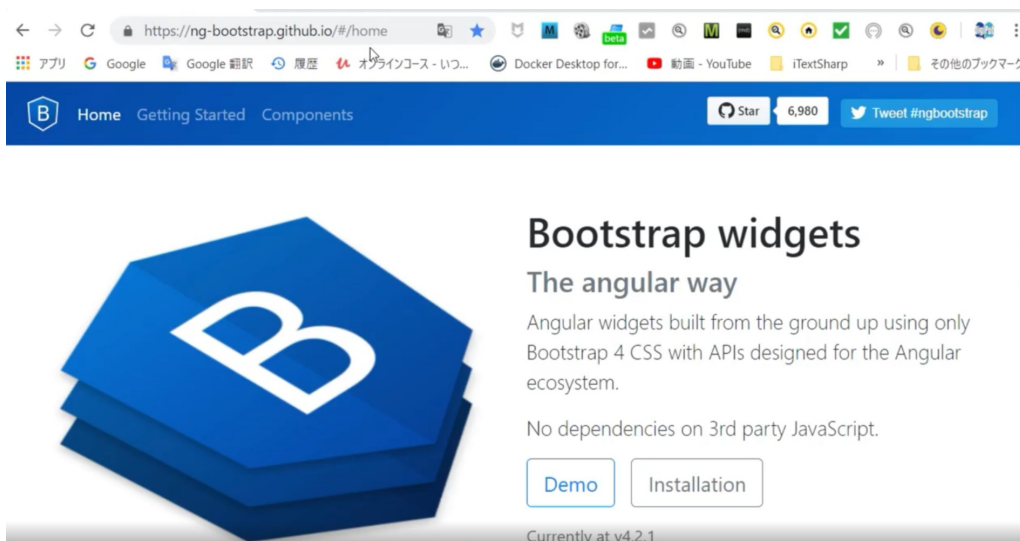 https://ng-bootstrap.github.io/#/home
M
beta
M
アプリ G Google Google 翻訳 履歴 オンラインコース - いつ... Docker Desktop for... 動画 - YouTube iTextSharp » その他のブックマーク
B Home Getting Started Components Star 6,980 Tweet #ngbootstrap
B
Bootstrap widgets
The angular way
Angular widgets built from the ground up using only
Bootstrap 4 CSS with APIs designed for the Angular
ecosystem.
No dependencies on 3rd party JavaScript.
Demo Installation
Currently at v4.2.1